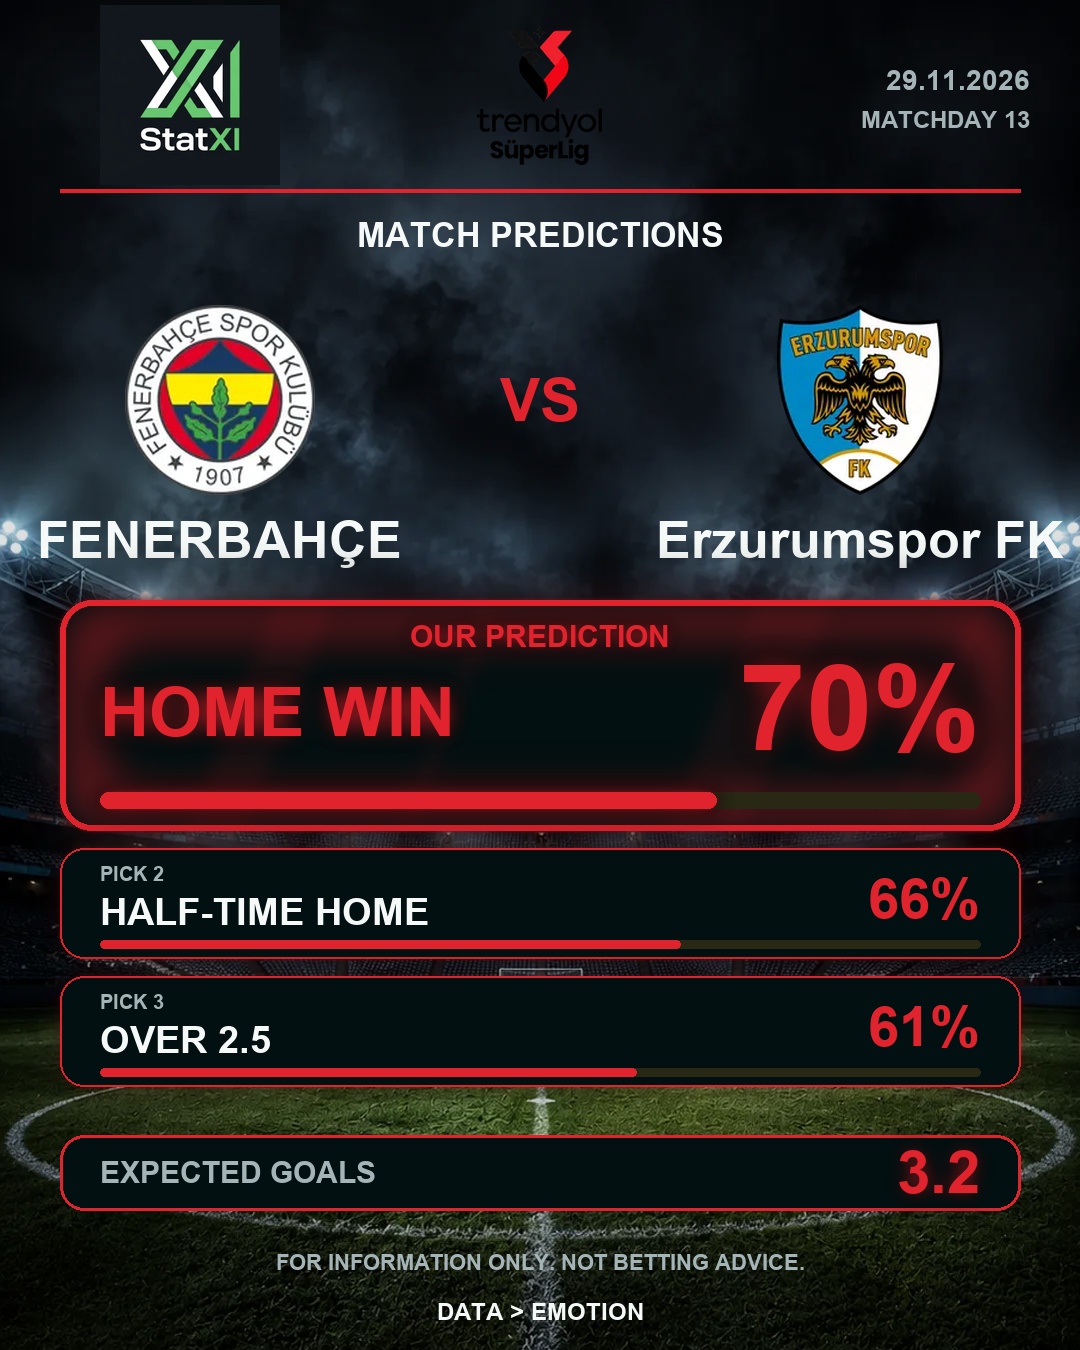 StatXI
trendyol
SüperLig
29.11.2026
MATCHDAY 13
MATCH PREDICTIONS
FENERBAHÇE SPOR KULÜBÜ
★ 1907 ★
VS
ERZURUMSPOR
FK
FENERBAHÇE
Erzurumspor FK
OUR PREDICTION
HOME WIN
70%
PICK 2
HALF-TIME HOME
66%
PICK 3
OVER 2.5
61%
EXPECTED GOALS
3.2
FOR INFORMATION ONLY. NOT BETTING ADVICE.
DATA > EMOTION